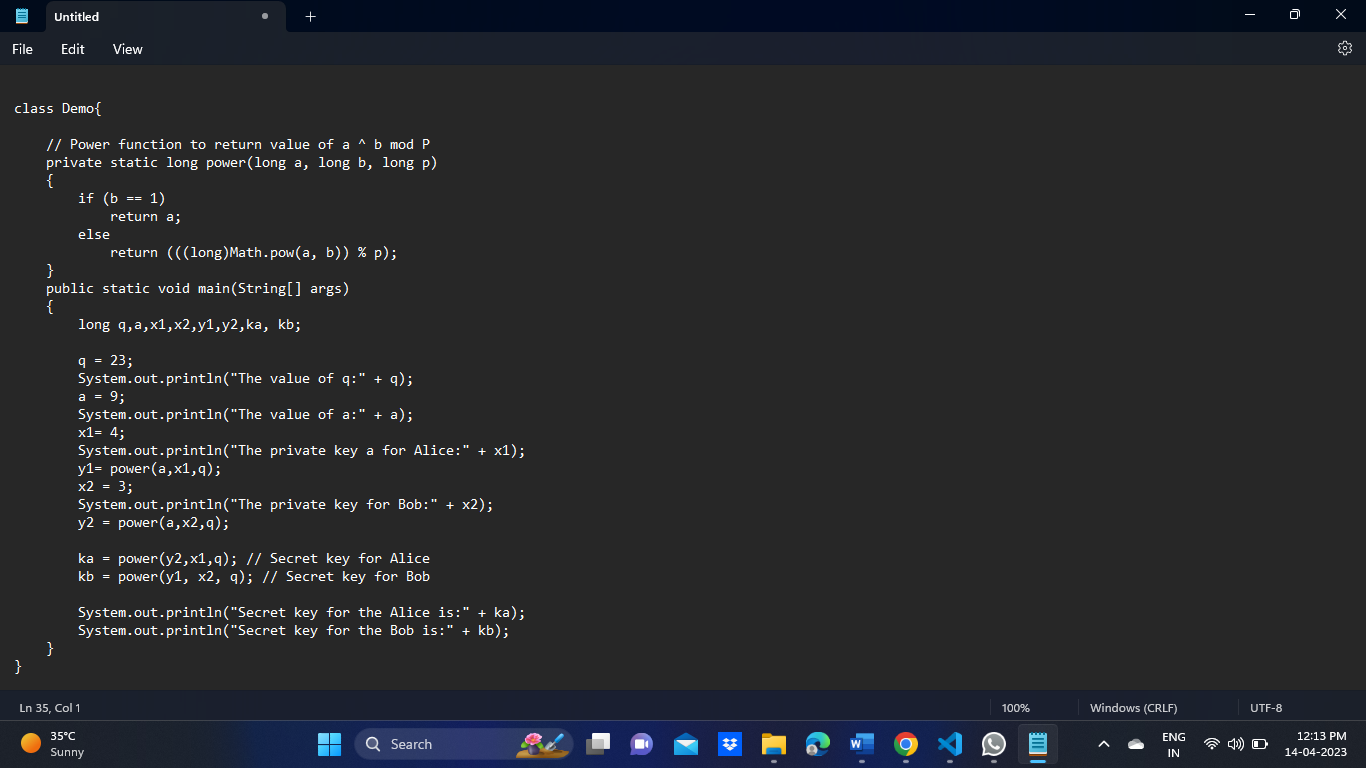 Untitled
File Edit View
class Demo{
// Power function to return value of a ^ b mod P
private static long power(long a, long b, long p)
{
if (b == 1)
return a;
else
return (((long)Math.pow(a, b)) % p);
}
public static void main(String[] args)
{
long q,a,x1,x2,y1,y2,ka, kb;
q = 23;
System.out.println("The value of q:" + q);
a = 9;
System.out.println("The value of a:" + a);
x1= 4;
System.out.println("The private key a for Alice:" + x1);
y1= power(a,x1,q);
x2 = 3;
System.out.println("The private key for Bob:" + x2);
y2 = power(a,x2,q);
ka = power(y2,x1,q); // Secret key for Alice
kb = power(y1, x2, q); // Secret key for Bob
System.out.println("Secret key for the Alice is:" + ka);
System.out.println("Secret key for the Bob is:" + kb);
}
}
Ln 35, Col 1 100% Windows (CRLF) UTF-8
35°C
Sunny
Search
ENG
IN
12:13 PM
14-04-2023